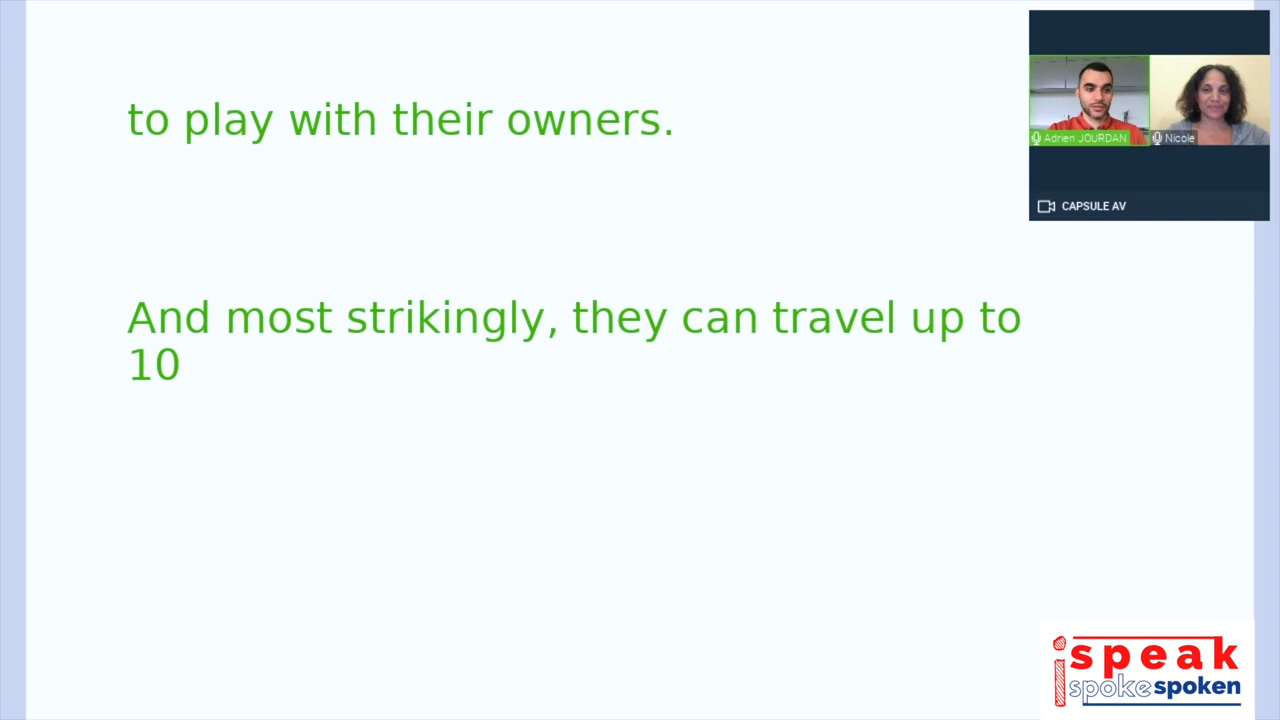 to play with their owners.
Adrien JOURDAN
Nicole
CAPSULE AV
And most strikingly, they can travel up to
10
speak
spoke spoken